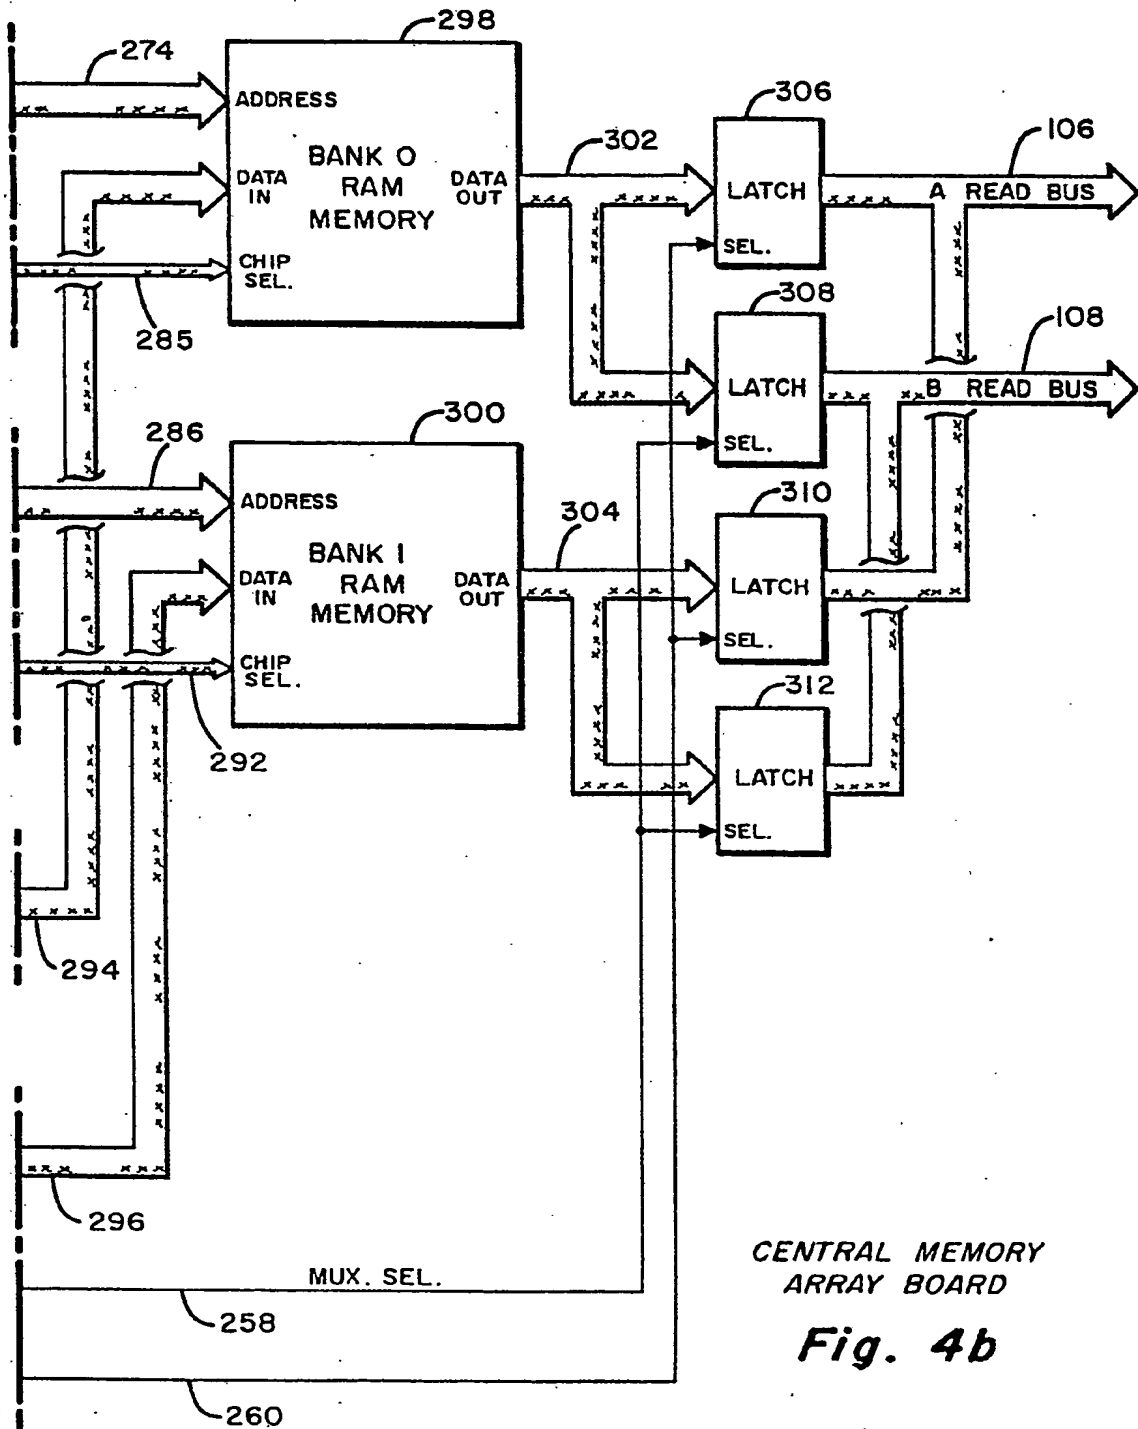 298
274
ADDRESS
BANK 0
RAM
MEMORY
DATA
IN
DATA
OUT
CHIP
SEL.
285
302
306
LATCH
SEL.
106
A READ BUS
308
LATCH
SEL.
108
B READ BUS
300
286
ADDRESS
BANK 1
RAM
MEMORY
DATA
IN
DATA
OUT
CHIP
SEL.
292
304
310
LATCH
SEL.
312
LATCH
SEL.
294
296
MUX. SEL.
258
260
CENTRAL MEMORY
ARRAY BOARD
Fig. 4b